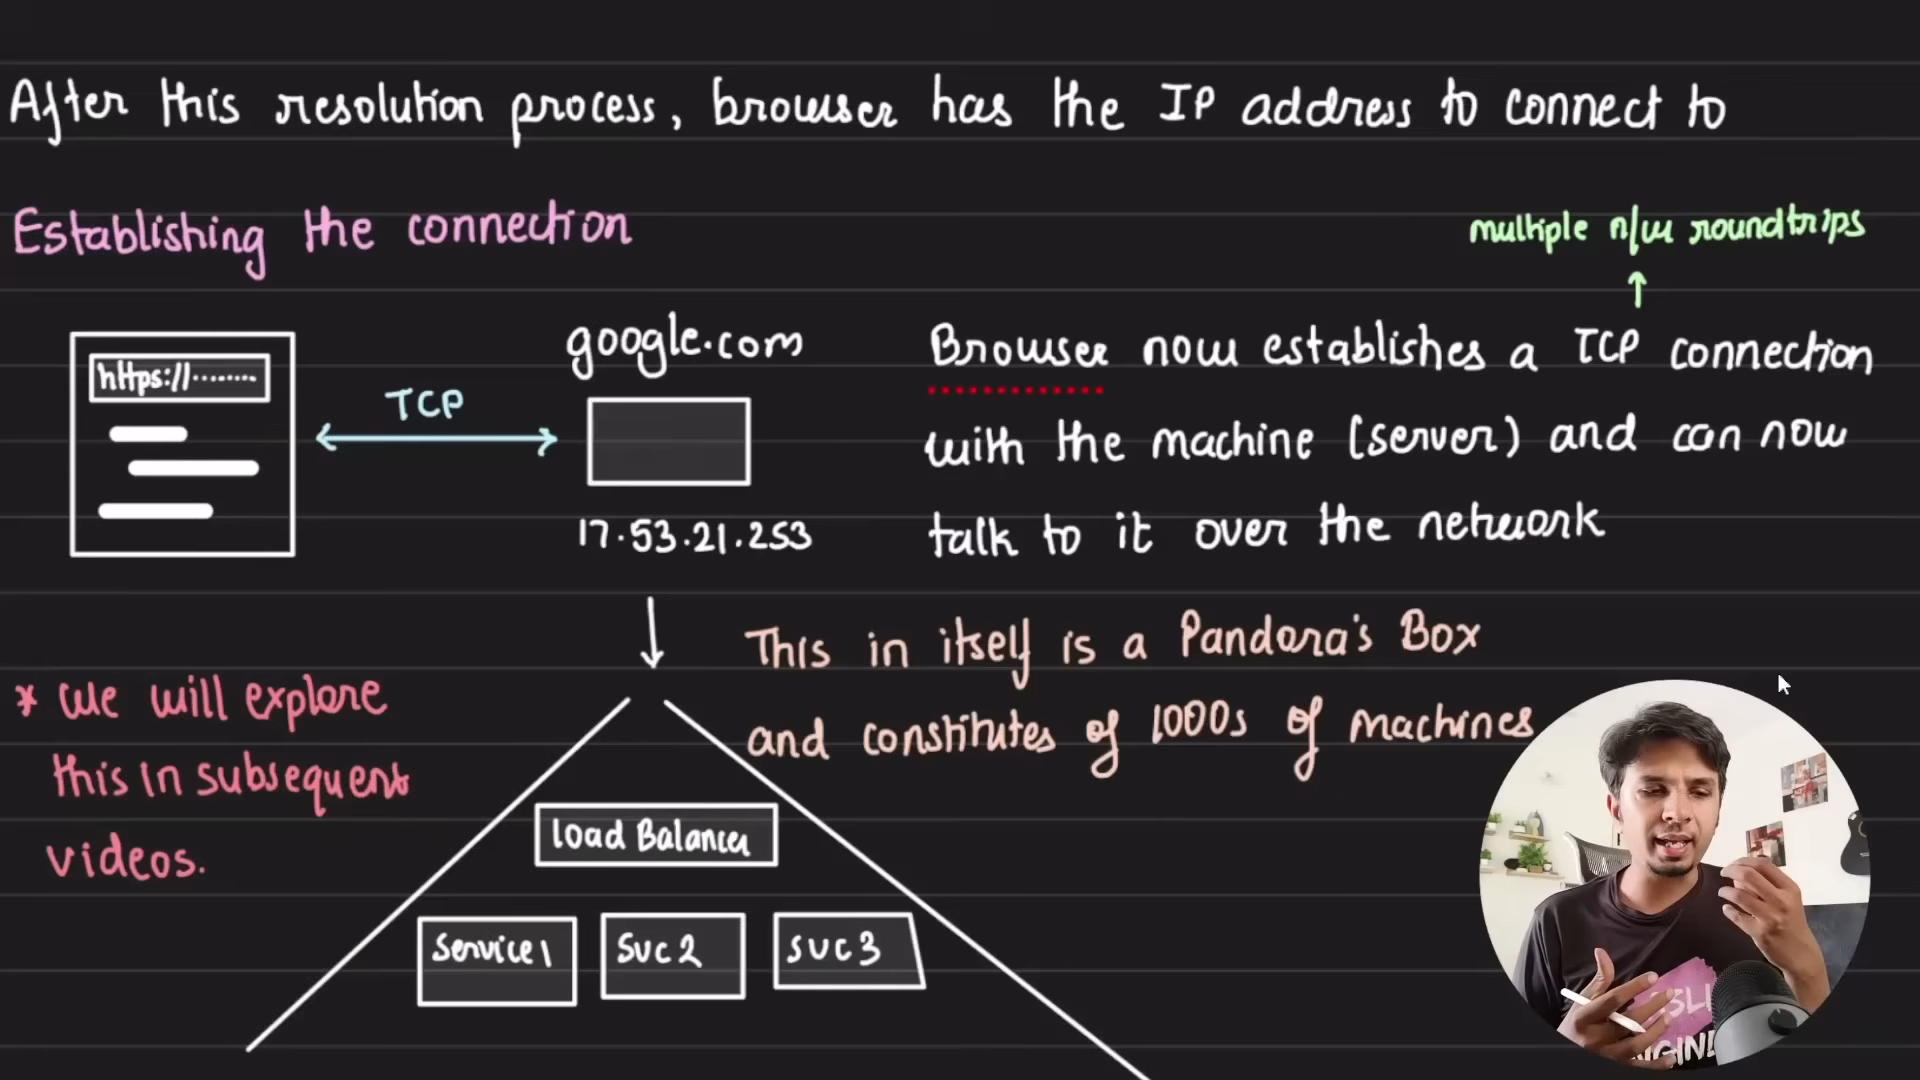 After this resolution process, browser has the IP address to connect to
Establishing the connection
multiple n/w roundtrips
https://........
TCP
google.com
17.53.21.253
Browser now establishes a TCP connection
with the machine (server) and can now
talk to it over the network
This in itself is a Pandora's Box
and constitutes of 1000s of machines
* We will explore
this in subsequent
videos.
Load Balancer
Service 1
Svc 2
SVC 3